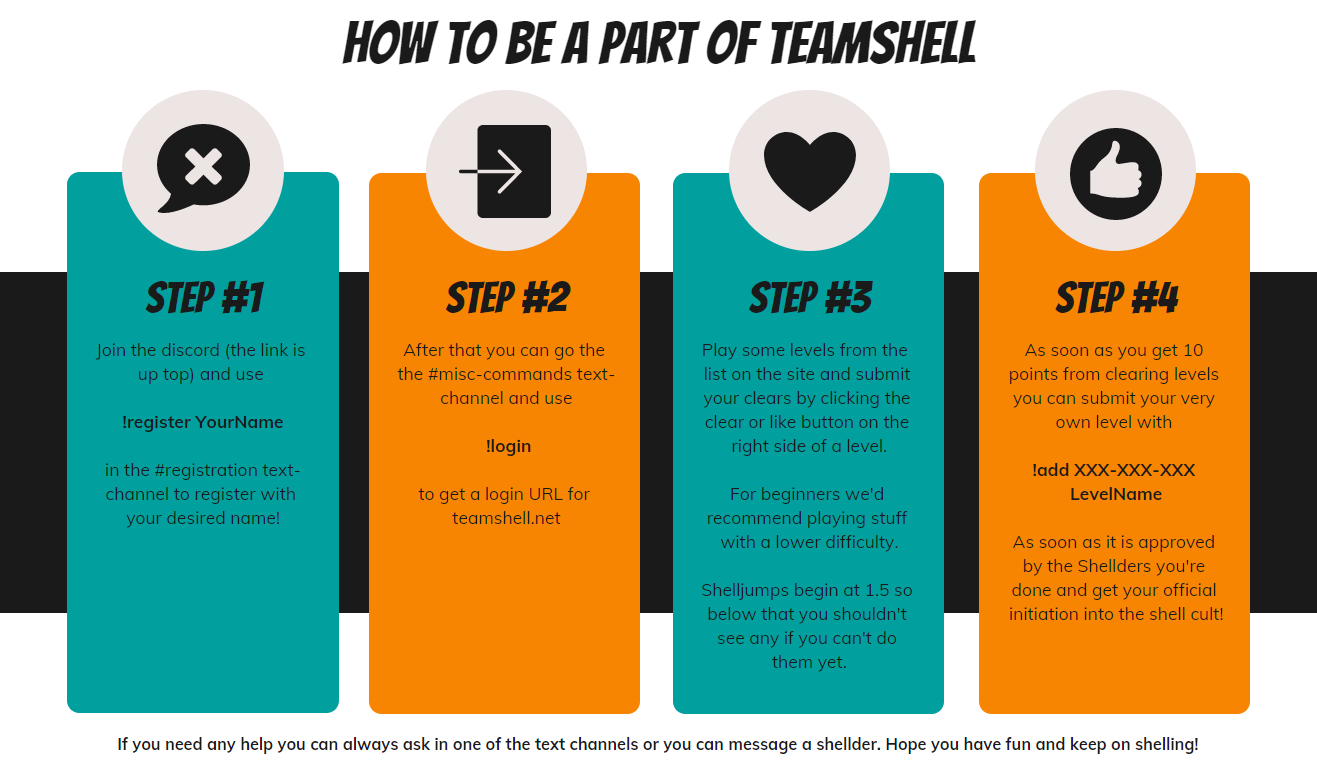 HOW TO BE A PART OF TEAMSHELL
STEP #1
Join the discord (the link is
up top) and use
!register YourName
in the #registration text-
channel to register with
your desired name!
STEP #2
After that you can go the
the #misc-commands text-
channel and use
!login
to get a login URL for
teamshell.net
STEP #3
Play some levels from the
list on the site and submit
your clears by clicking the
clear or like button on the
right side of a level.
For beginners we'd
recommend playing stuff
with a lower difficulty.
Shelljumps begin at 1.5 so
below that you shouldn't
see any if you can't do
them yet.
STEP #4
As soon as you get 10
points from clearing levels
you can submit your very
own level with
!add XXX-XXX-XXX
LevelName
As soon as it is approved
by the Shellders you're
done and get your official
initiation into the shell cult!
If you need any help you can always ask in one of the text channels or you can message a shellder. Hope you have fun and keep on shelling!